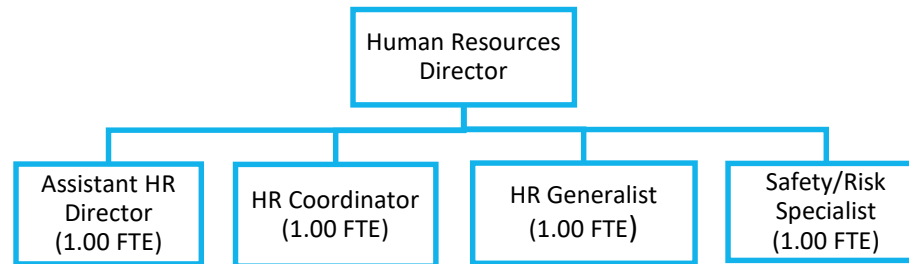 Human Resources
Director
Assistant HR
Director
(1.00 FTE)
HR Coordinator
(1.00 FTE)
HR Generalist
(1.00 FTE)
Safety/Risk
Specialist
(1.00 FTE)